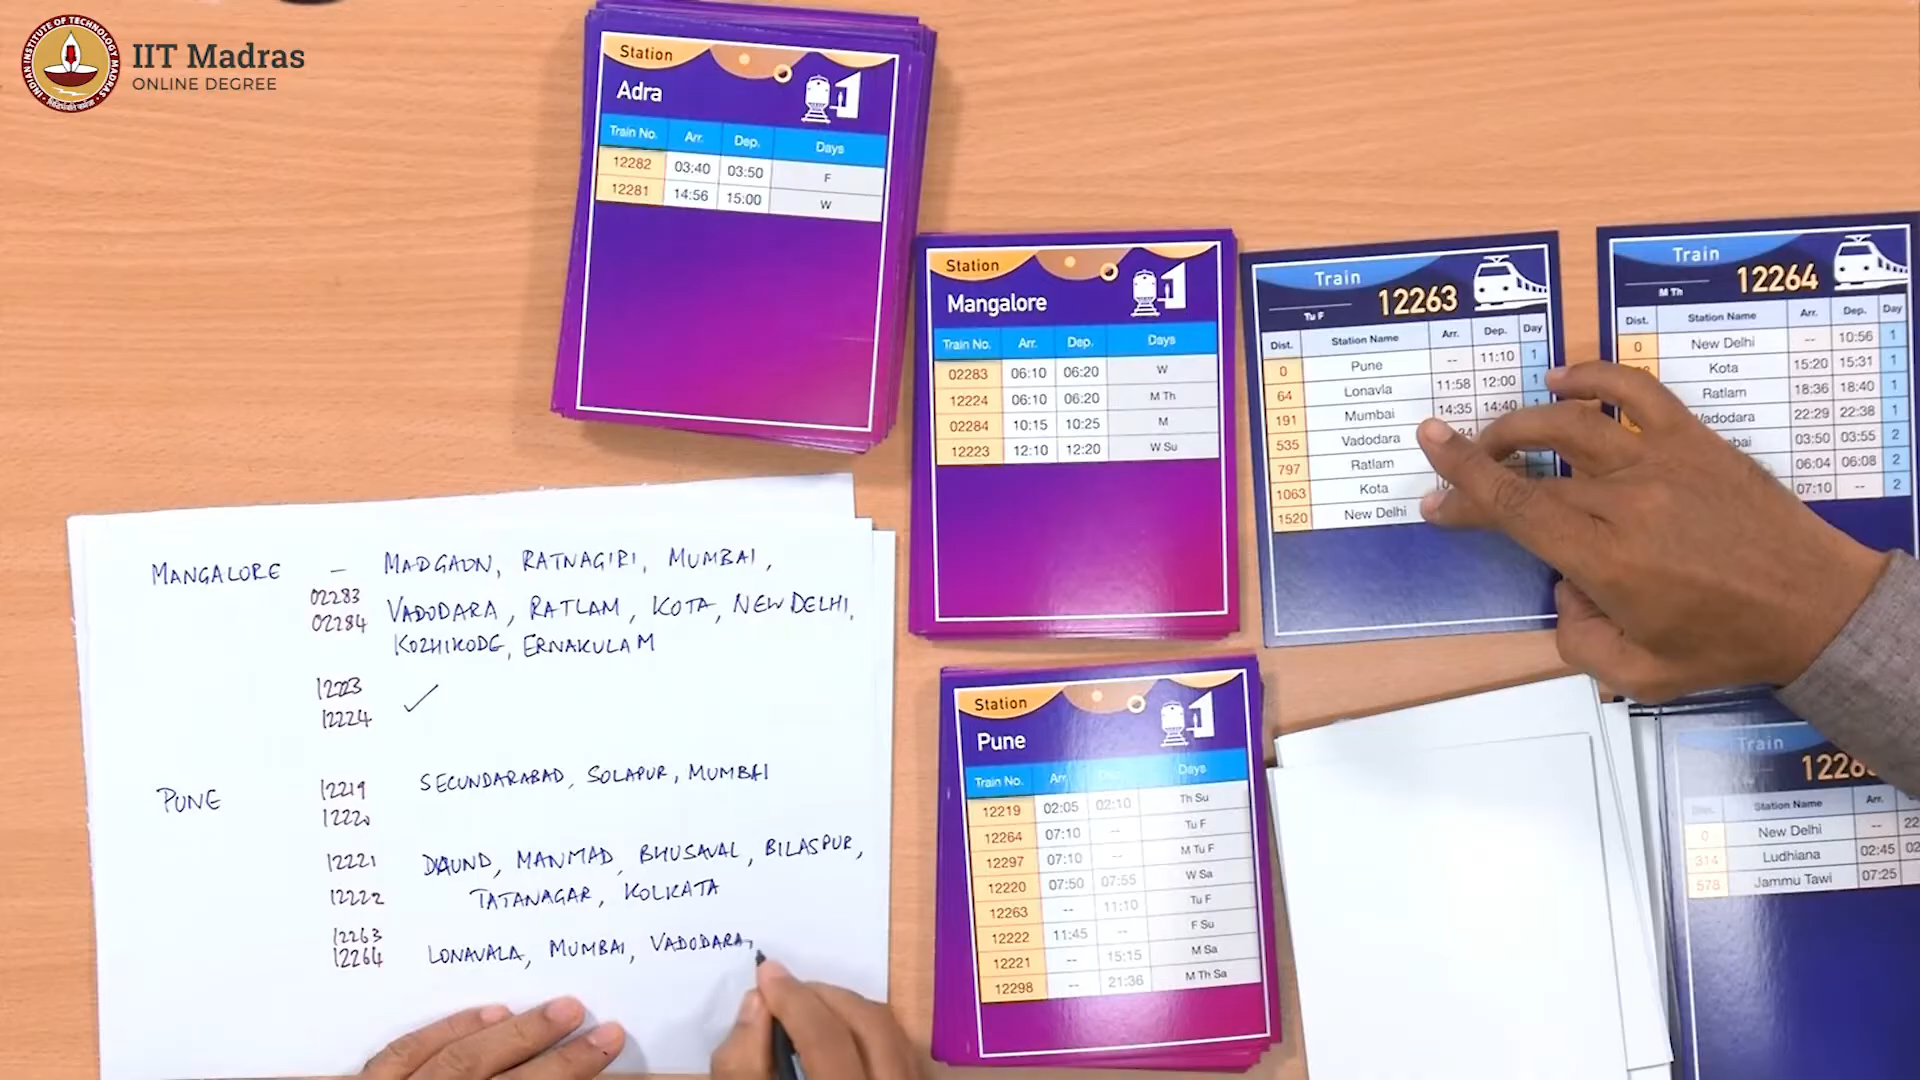 IIT Madras
ONLINE DEGREE
INDIAN INSTITUTE OF TECHNOLOGY MADRAS
Station
Adra
Train No. Arr. Dep. Days
12282 03:40 03:50 F
12281 14:56 15:00 W
Station
Mangalore
Train No. Arr. Dep. Days
02283 06:10 06:20 W
12224 06:10 06:20 M Th
02284 10:15 10:25 M
12223 12:10 12:20 W Su
Train
Tu F 12263
Dist. Station Name Arr. Dep. Day
0 Pune -- 11:10 1
64 Lonavla 11:58 12:00 1
191 Mumbai 14:35 14:40 1
535 Vadodara
797 Ratlam
1063 Kota
1520 New Delhi
Train
M Th 12264
Dist. Station Name Arr. Dep. Day
0 New Delhi -- 10:56 1
Kota 15:20 15:31 1
Ratlam 18:36 18:40 1
Vadodara 22:29 22:38 1
03:50 03:55 2
06:04 06:08 2
07:10 -- 2
MANGALORE — MADGAON, RATNAGIRI, MUMBAI,
02283 VADODARA, RATLAM, KOTA, NEW DELHI,
02284 KOZHIKODE, ERNAKULAM
12223
12224 ✓
PUNE 12219 SECUNDARABAD, SOLAPUR, MUMBAI
12220
12221 DAUND, MANMAD, BHUSAVAL, BILASPUR,
12222 TATANAGAR, KOLKATA
12263
12264 LONAVALA, MUMBAI, VADODARA,
Station
Pune
Train No. Arr. Dep. Days
12219 02:05 02:10 Th Su
12264 07:10 -- Tu F
12297 07:10 -- M Tu F
12220 07:50 07:55 W Sa
12263 -- 11:10 Tu F
12222 11:45 -- F Su
12221 -- 15:15 M Sa
12298 -- 21:36 M Th Sa
Train
Station Name Arr.
0 New Delhi --
314 Ludhiana 02:45
578 Jammu Tawi 07:25